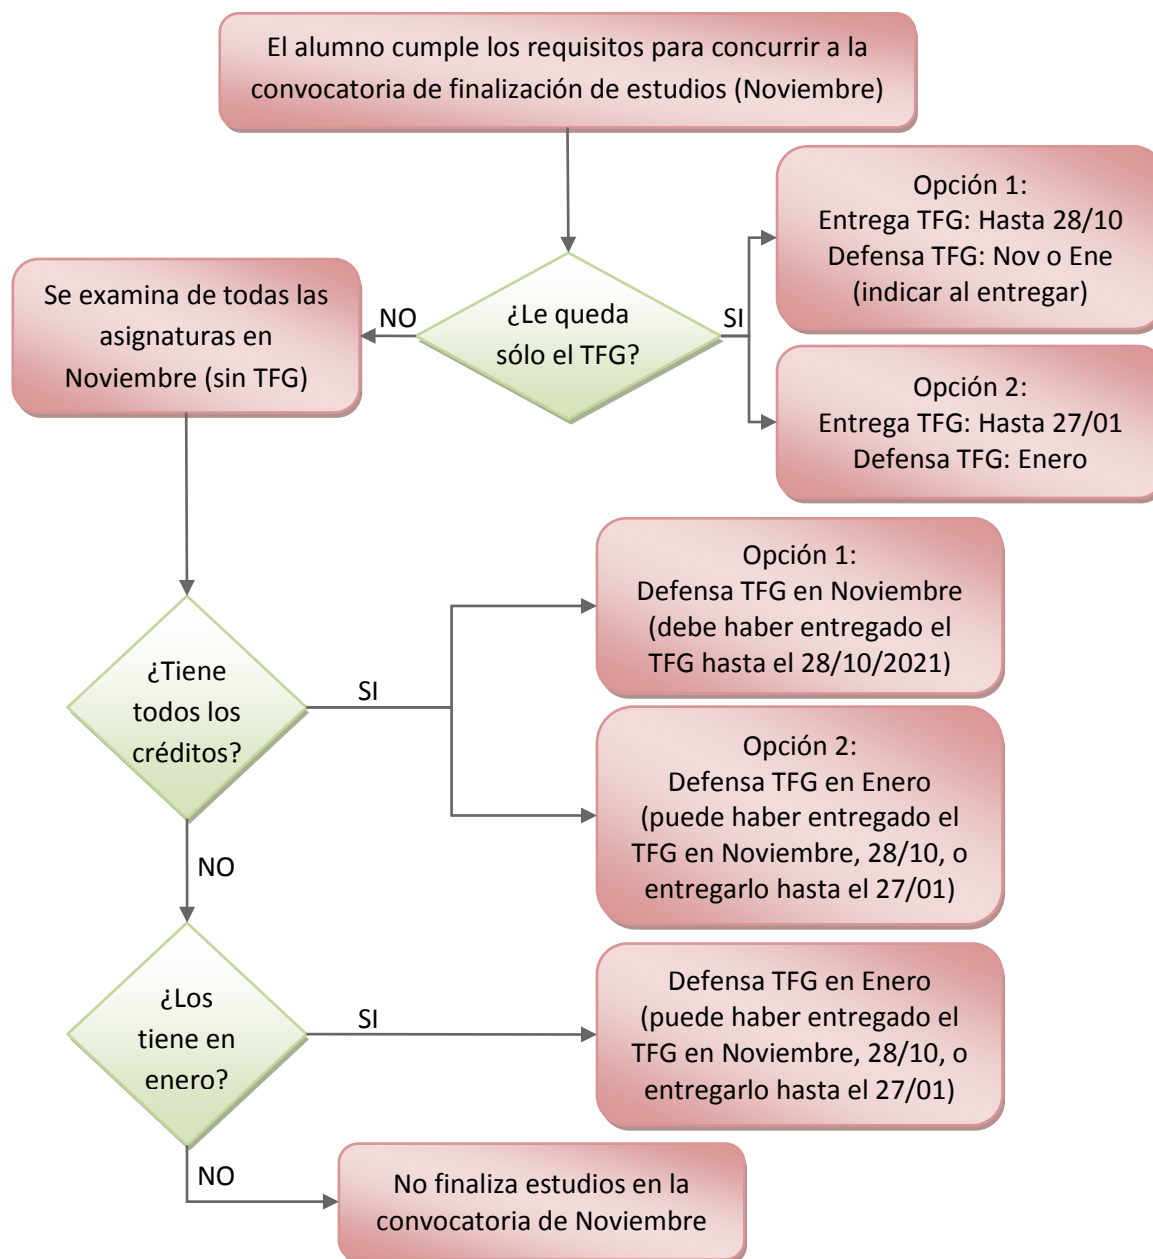 El alumno cumple los requisitos para concurrir a la
convocatoria de finalización de estudios (Noviembre)
Opción 1:
Entrega TFG: Hasta 28/10
Defensa TFG: Nov o Ene
(indicar al entregar)
Se examina de todas las
asignaturas en
Noviembre (sin TFG)
NO
¿Le queda
sólo el TFG?
SI
Opción 2:
Entrega TFG: Hasta 27/01
Defensa TFG: Enero
Opción 1:
Defensa TFG en Noviembre
(debe haber entregado el
TFG hasta el 28/10/2021)
¿Tiene
todos los
créditos?
SI
Opción 2:
Defensa TFG en Enero
(puede haber entregado el
TFG en Noviembre, 28/10, o
entregarlo hasta el 27/01)
NO
¿Los
tiene en
enero?
SI
Defensa TFG en Enero
(puede haber entregado el
TFG en Noviembre, 28/10, o
entregarlo hasta el 27/01)
NO
No finaliza estudios en la
convocatoria de Noviembre